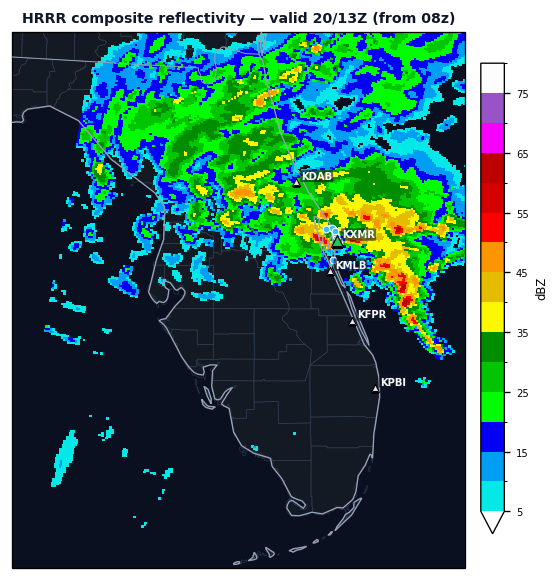 HRRR composite reflectivity — valid 20/13Z (from 08z)
KDAB
KXMR
KMLB
KFPR
KPBI
75
65
55
45
35
25
15
5
dBZ